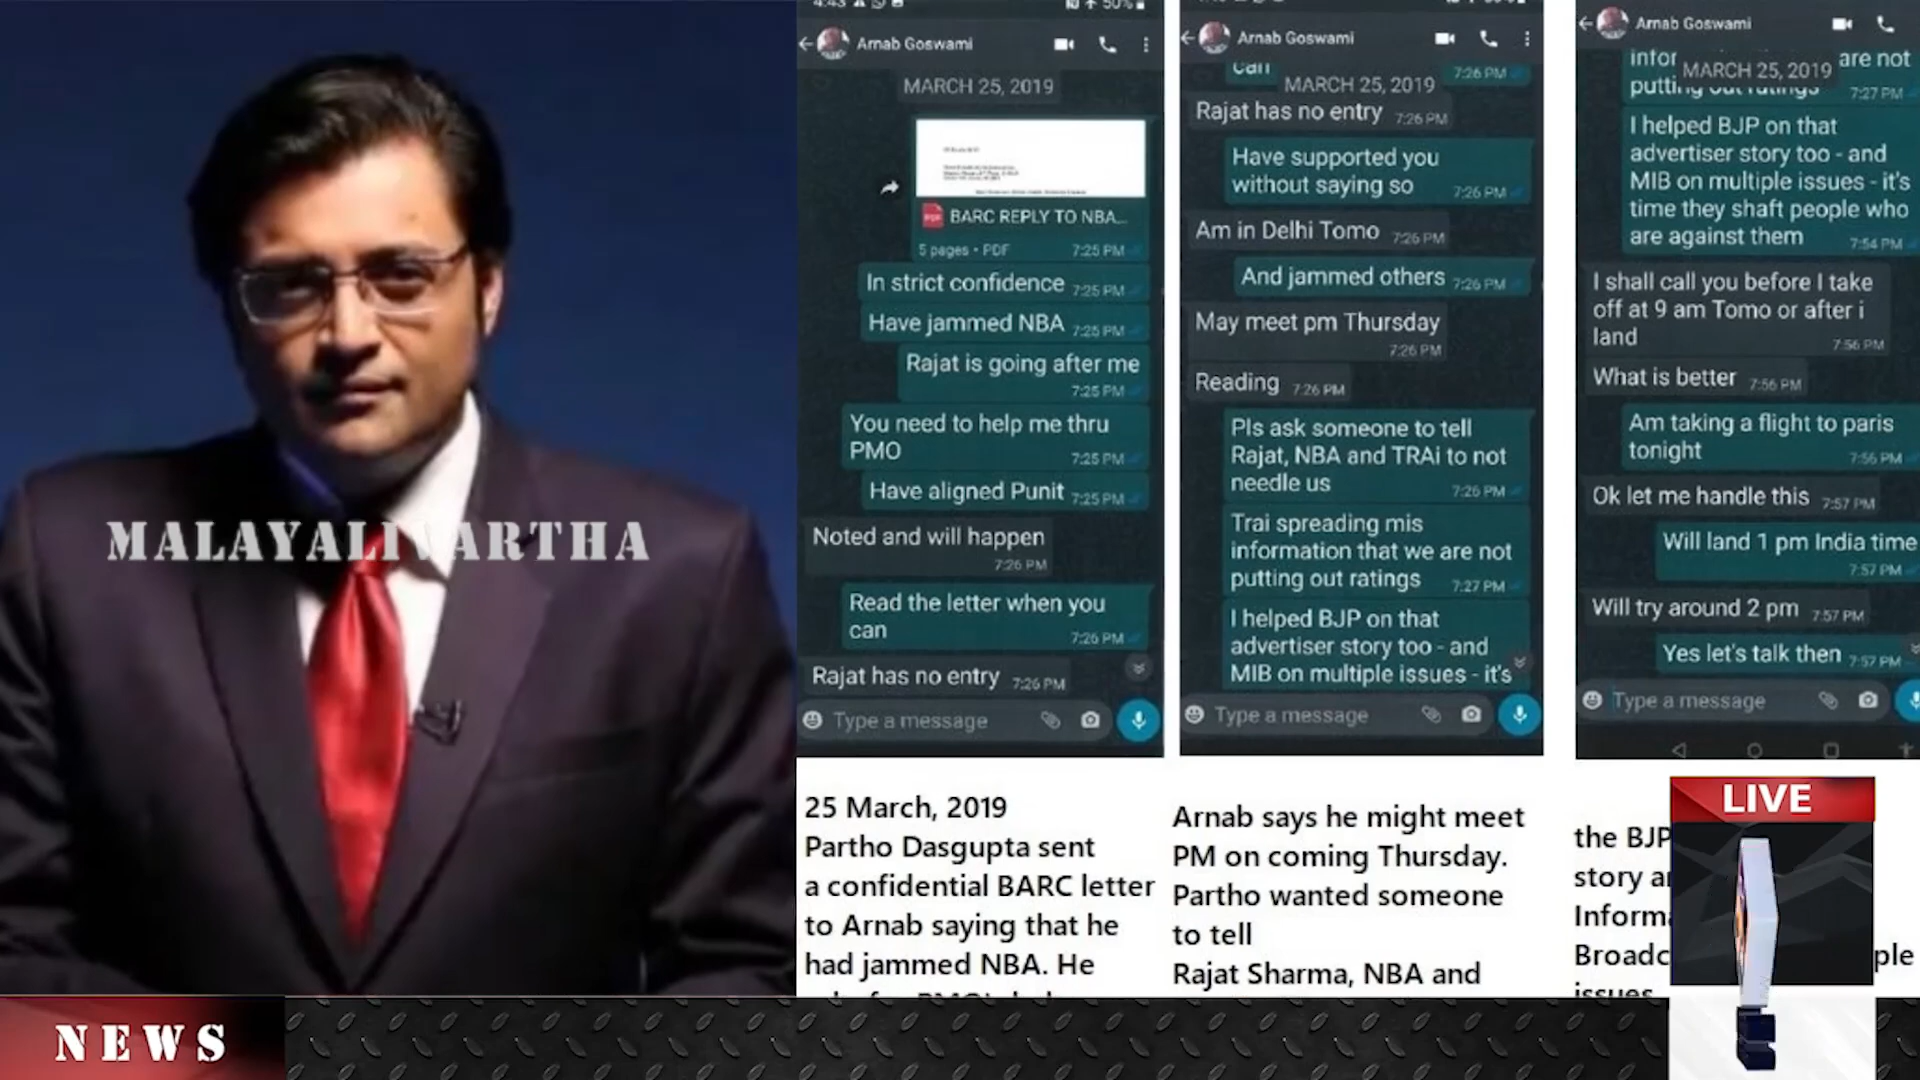 MALAYALIVARTHA
NEWS
4:43
50%
Arnab Goswami
MARCH 25, 2019
BARC REPLY TO NBA...
5 pages • PDF 7:25 PM
In strict confidence 7:25 PM
Have jammed NBA 7:25 PM
Rajat is going after me
7:25 PM
You need to help me thru
PMO 7:25 PM
Have aligned Punit 7:25 PM
Noted and will happen
7:26 PM
Read the letter when you
can 7:26 PM
Rajat has no entry 7:26 PM
Type a message
25 March, 2019
Partho Dasgupta sent
a confidential BARC letter
to Arnab saying that he
had jammed NBA. He
Arnab Goswami
can 7:26 PM
MARCH 25, 2019
Rajat has no entry 7:26 PM
Have supported you
without saying so 7:26 PM
Am in Delhi Tomo 7:26 PM
And jammed others 7:26 PM
May meet pm Thursday
7:26 PM
Reading 7:26 PM
Pls ask someone to tell
Rajat, NBA and TRAi to not
needle us 7:26 PM
Trai spreading mis
information that we are not
putting out ratings 7:27 PM
I helped BJP on that
advertiser story too - and
MIB on multiple issues - it's
Type a message
Arnab says he might meet
PM on coming Thursday.
Partho wanted someone
to tell
Rajat Sharma, NBA and
Arnab Goswami
are not
MARCH 25, 2019
putting out ratings 7:27 PM
I helped BJP on that
advertiser story too - and
MIB on multiple issues - it's
time they shaft people who
are against them 7:54 PM
I shall call you before I take
off at 9 am Tomo or after i
land 7:56 PM
What is better 7:56 PM
Am taking a flight to paris
tonight 7:56 PM
Ok let me handle this 7:57 PM
Will land 1 pm India time
7:57 PM
Will try around 2 pm 7:57 PM
Yes let's talk then 7:57 PM
Type a message
the BJP
story
issues
LIVE